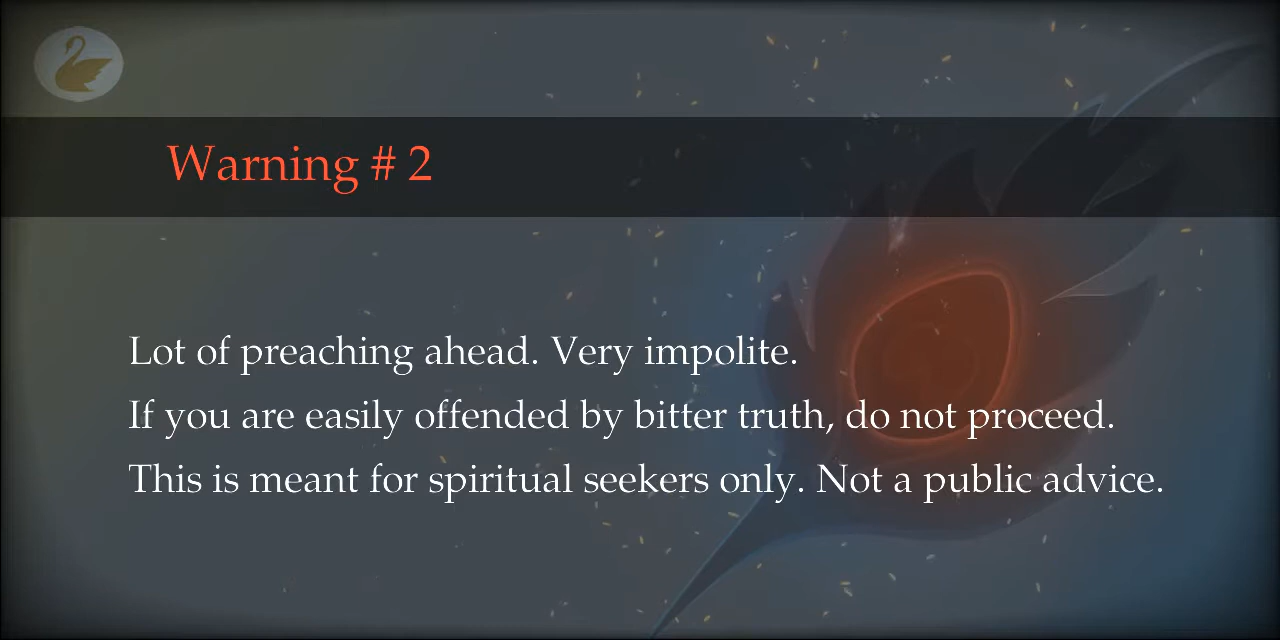 Warning # 2
Lot of preaching ahead. Very impolite.
If you are easily offended by bitter truth, do not proceed.
This is meant for spiritual seekers only. Not a public advice.